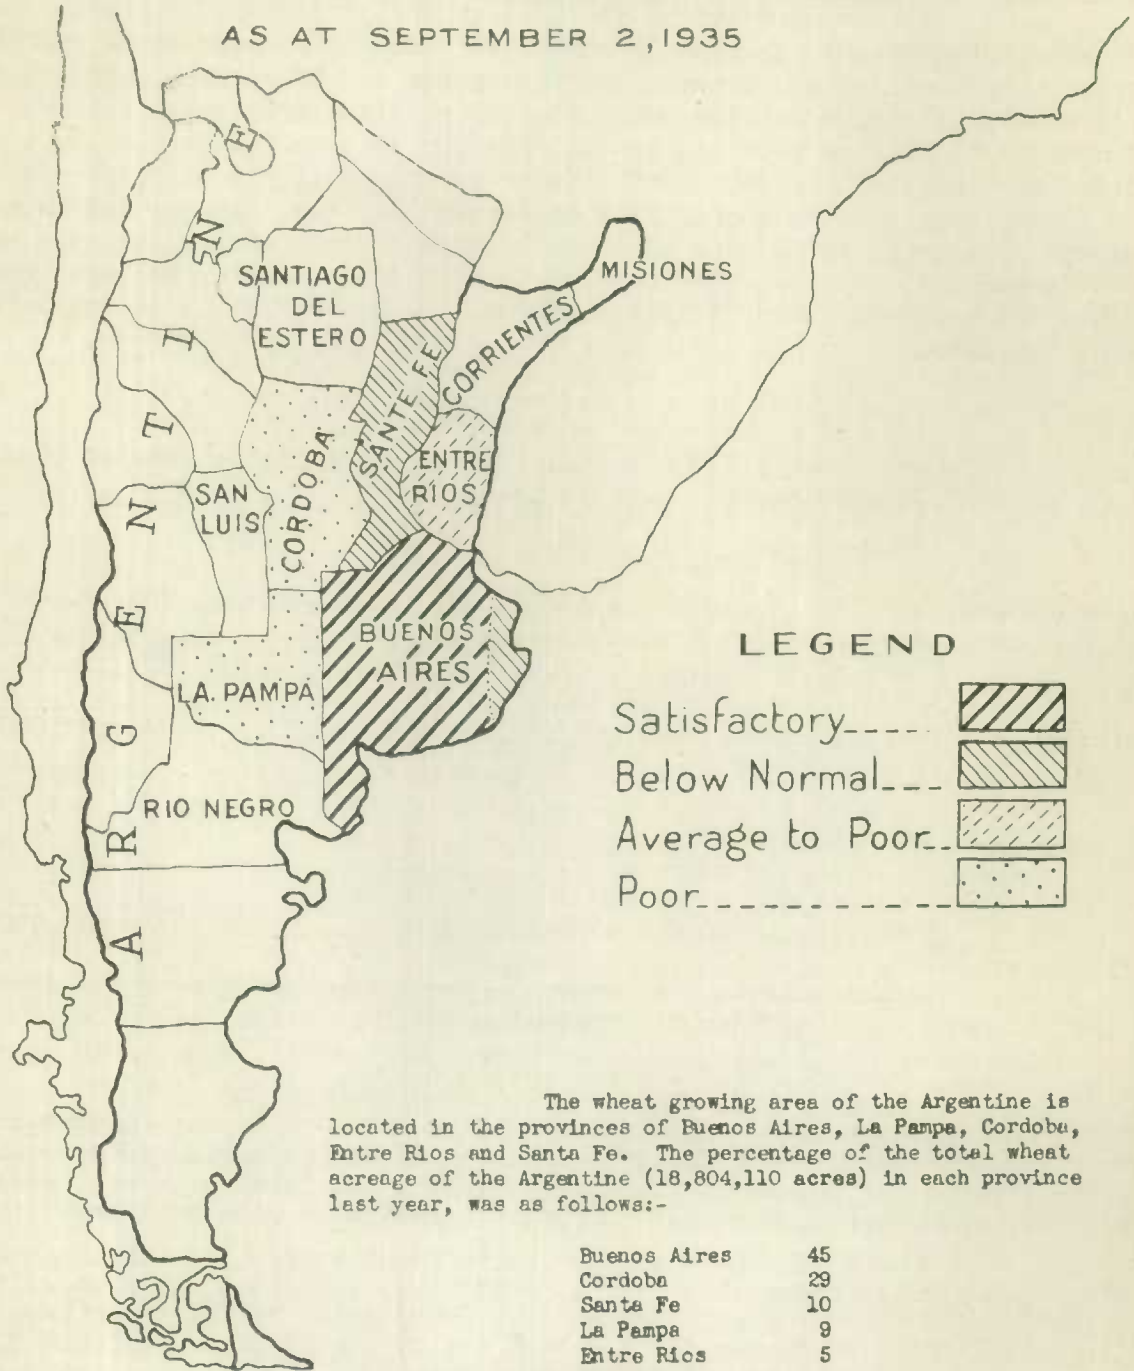 AS AT SEPTEMBER 2, 1935
ARGENTINE
SANTIAGO
DEL
ESTERO
MISIONES
CORRIENTES
SANTE FE
CORDOBA
ENTRE
RIOS
SAN
LUIS
BUENOS
AIRES
LA. PAMPA
RIO NEGRO
LEGEND
Satisfactory-----
Below Normal---
Average to Poor--
Poor------------
The wheat growing area of the Argentine is
located in the provinces of Buenos Aires, La Pampa, Cordoba,
Entre Rios and Santa Fe. The percentage of the total wheat
acreage of the Argentine (18,804,110 acres) in each province
last year, was as follows:-
Buenos Aires 45
Cordoba 29
Santa Fe 10
La Pampa 9
Entre Rios 5